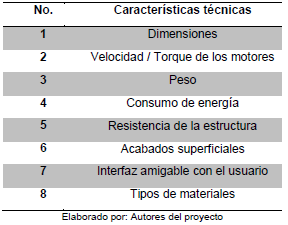 No. Características técnicas
1 Dimensiones
2 Velocidad / Torque de los motores
3 Peso
4 Consumo de energía
5 Resistencia de la estructura
6 Acabados superficiales
7 Interfaz amigable con el usuario
8 Tipos de materiales
Elaborado por: Autores del proyecto